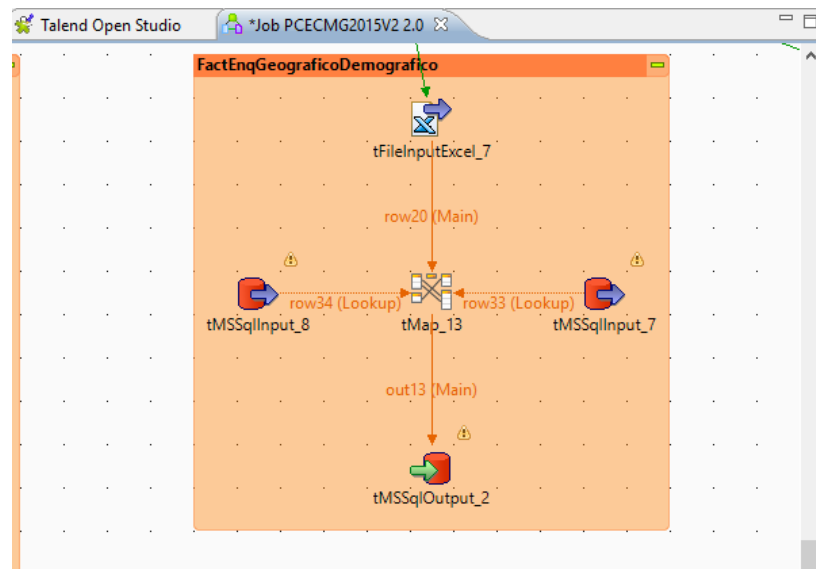 Talend Open Studio
*Job PCECMG2015V2 2.0
FactEnqGeograficoDemografico
tFileInputExcel_7
row20 (Main)
row34 (Lookup)
row33 (Lookup)
tMSSqlInput_8
tMap_13
tMSSqlInput_7
out13 (Main)
tMSSqlOutput_2